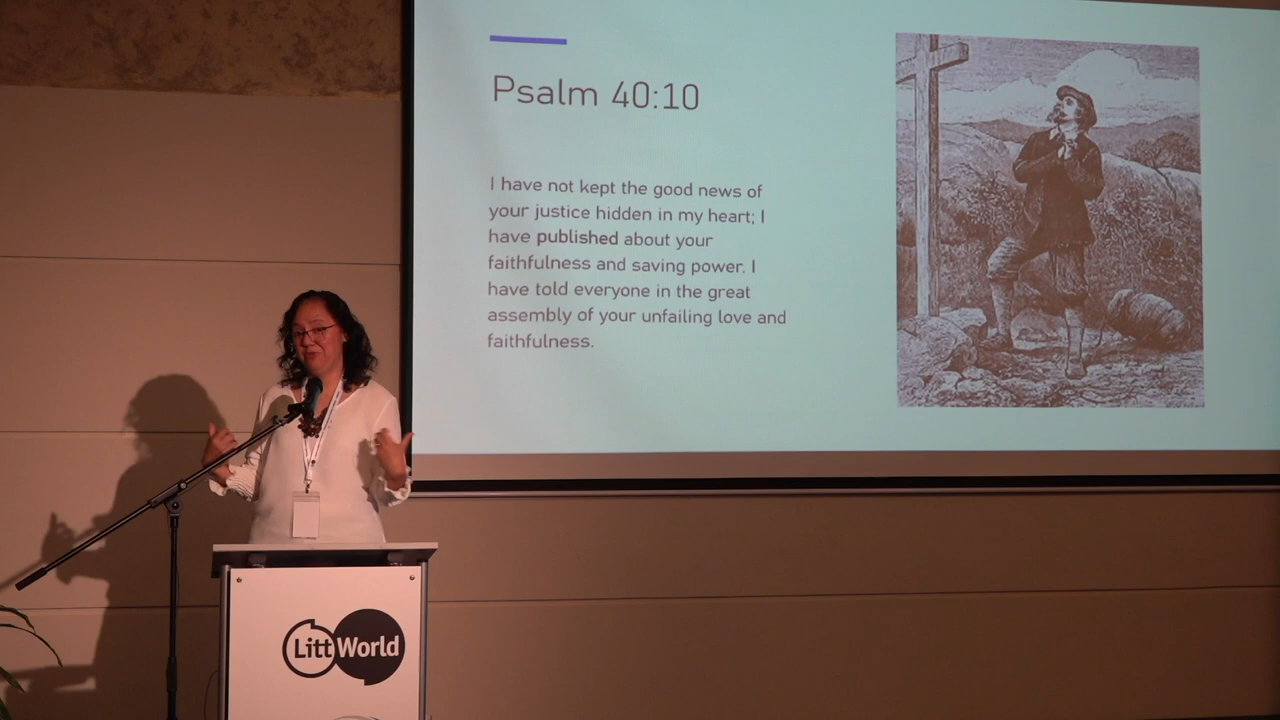 Psalm 40:10
I have not kept the good news of
your justice hidden in my heart; I
have published about your
faithfulness and saving power. I
have told everyone in the great
assembly of your unfailing love and
faithfulness.
LittWorld